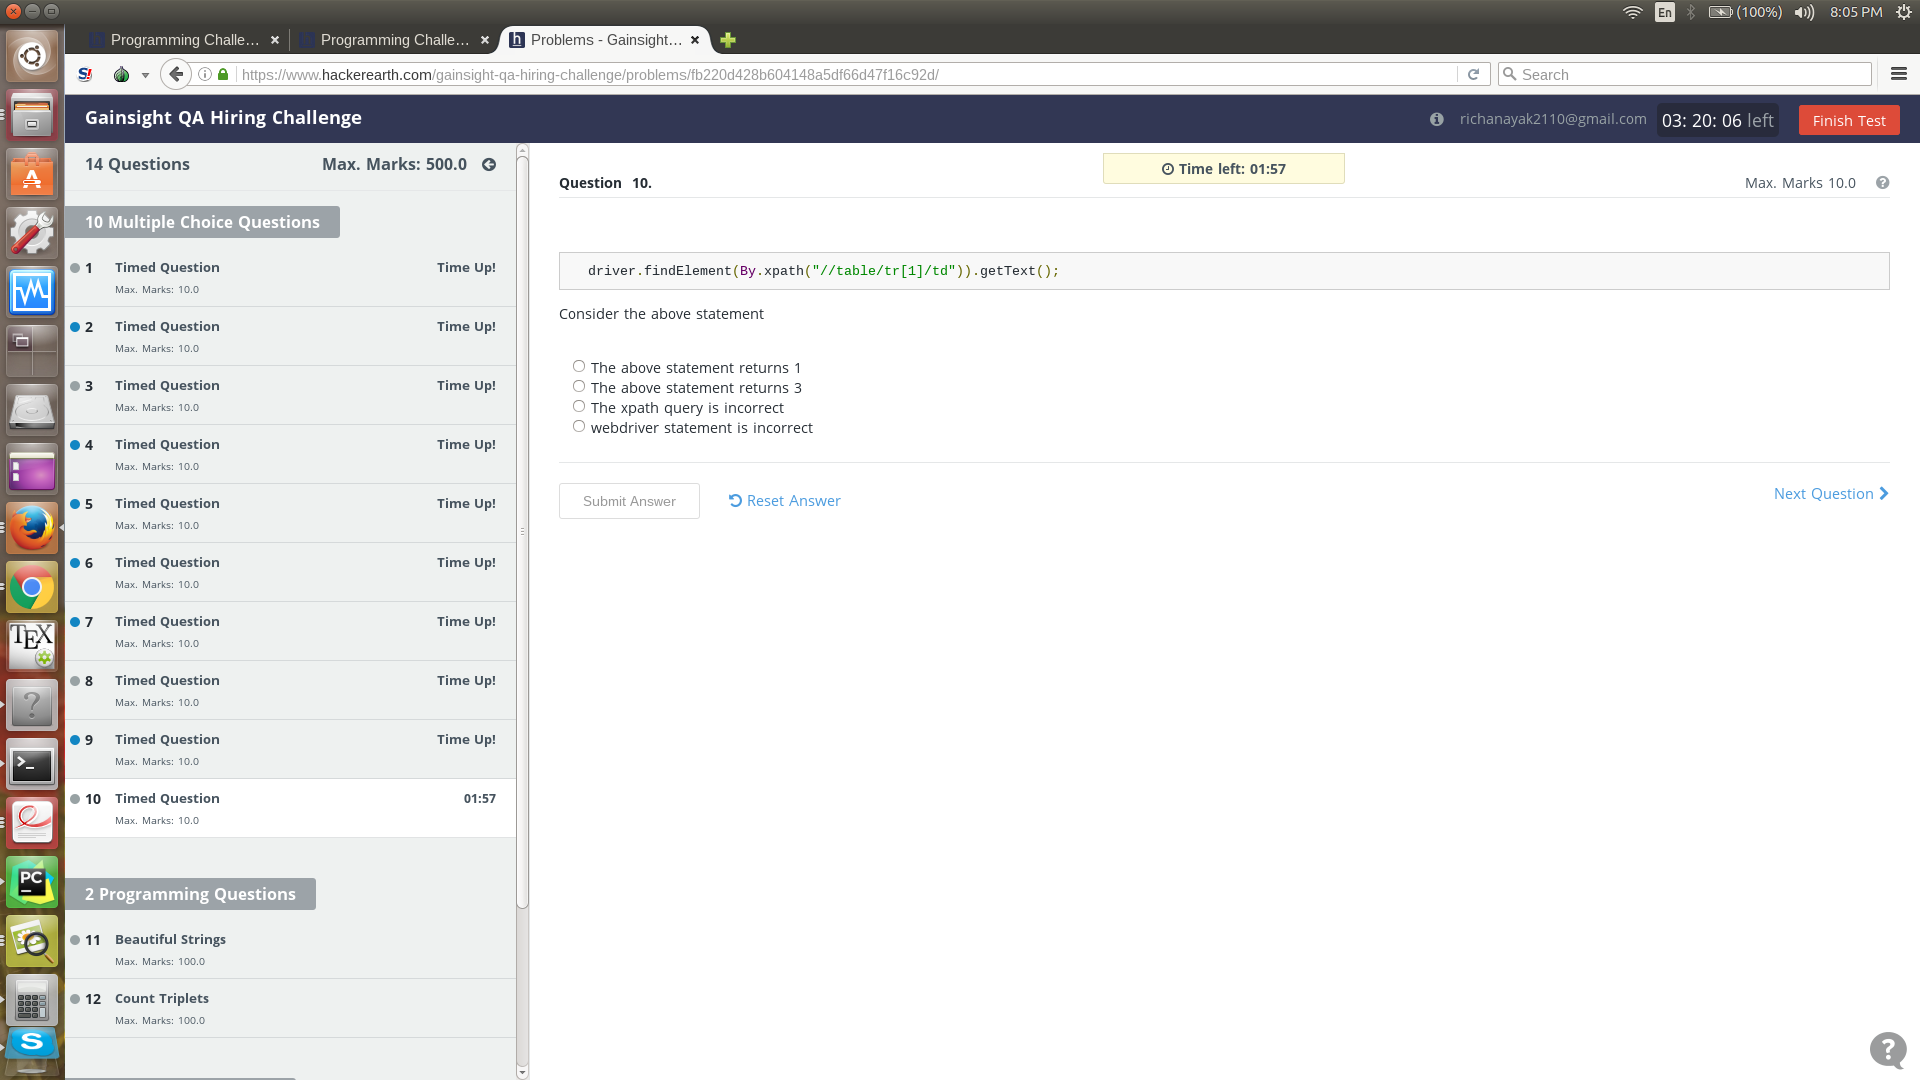 En
(100%)
8:05 PM
Programming Challe...
Programming Challe...
Problems - Gainsight...
https://www.hackerearth.com/gainsight-qa-hiring-challenge/problems/fb220d428b604148a5df66d47f16c92d/
Search
Gainsight QA Hiring Challenge
richanayak2110@gmail.com
03: 20: 06 left
Finish Test
14 Questions
Max. Marks: 500.0
10 Multiple Choice Questions
1 Timed Question Time Up!
Max. Marks: 10.0
2 Timed Question Time Up!
Max. Marks: 10.0
3 Timed Question Time Up!
Max. Marks: 10.0
4 Timed Question Time Up!
Max. Marks: 10.0
5 Timed Question Time Up!
Max. Marks: 10.0
6 Timed Question Time Up!
Max. Marks: 10.0
7 Timed Question Time Up!
Max. Marks: 10.0
8 Timed Question Time Up!
Max. Marks: 10.0
9 Timed Question Time Up!
Max. Marks: 10.0
10 Timed Question 01:57
Max. Marks: 10.0
2 Programming Questions
11 Beautiful Strings
Max. Marks: 100.0
12 Count Triplets
Max. Marks: 100.0
Time left: 01:57
Question 10.
Max. Marks 10.0
driver.findElement(By.xpath("//table/tr[1]/td")).getText();
Consider the above statement
The above statement returns 1
The above statement returns 3
The xpath query is incorrect
webdriver statement is incorrect
Submit Answer
Reset Answer
Next Question
TEX
PC
S